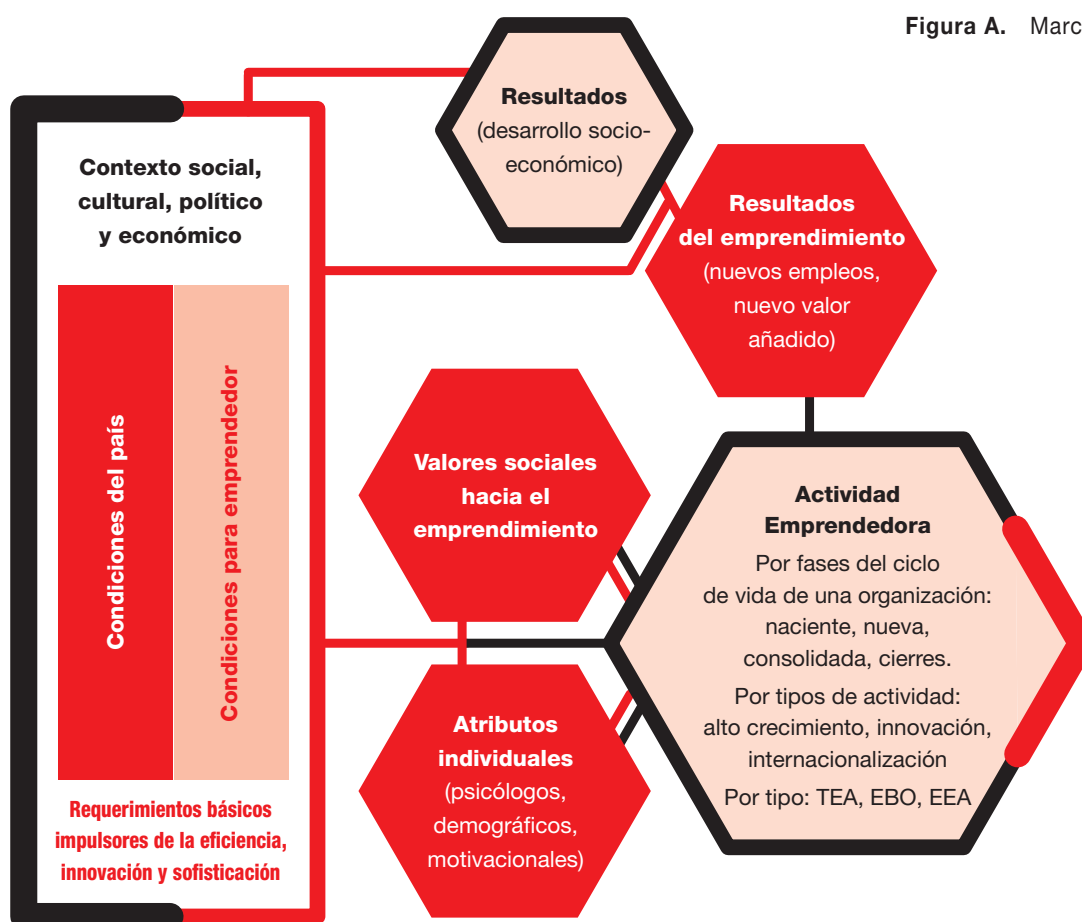 Figura A. Marc
Resultados
(desarrollo socio-
económico)
Contexto social,
cultural, político
y económico
Resultados
del emprendimiento
(nuevos empleos,
nuevo valor
añadido)
Condiciones del país
Condiciones para emprendedor
Valores sociales
hacia el
emprendimiento
Actividad
Emprendedora
Por fases del ciclo
de vida de una organización:
naciente, nueva,
consolidada, cierres.
Por tipos de actividad:
alto crecimiento, innovación,
internacionalización
Por tipo: TEA, EBO, EEA
Atributos
individuales
(psicólogos,
demográficos,
motivacionales)
Requerimientos básicos
impulsores de la eficiencia,
innovación y sofisticación